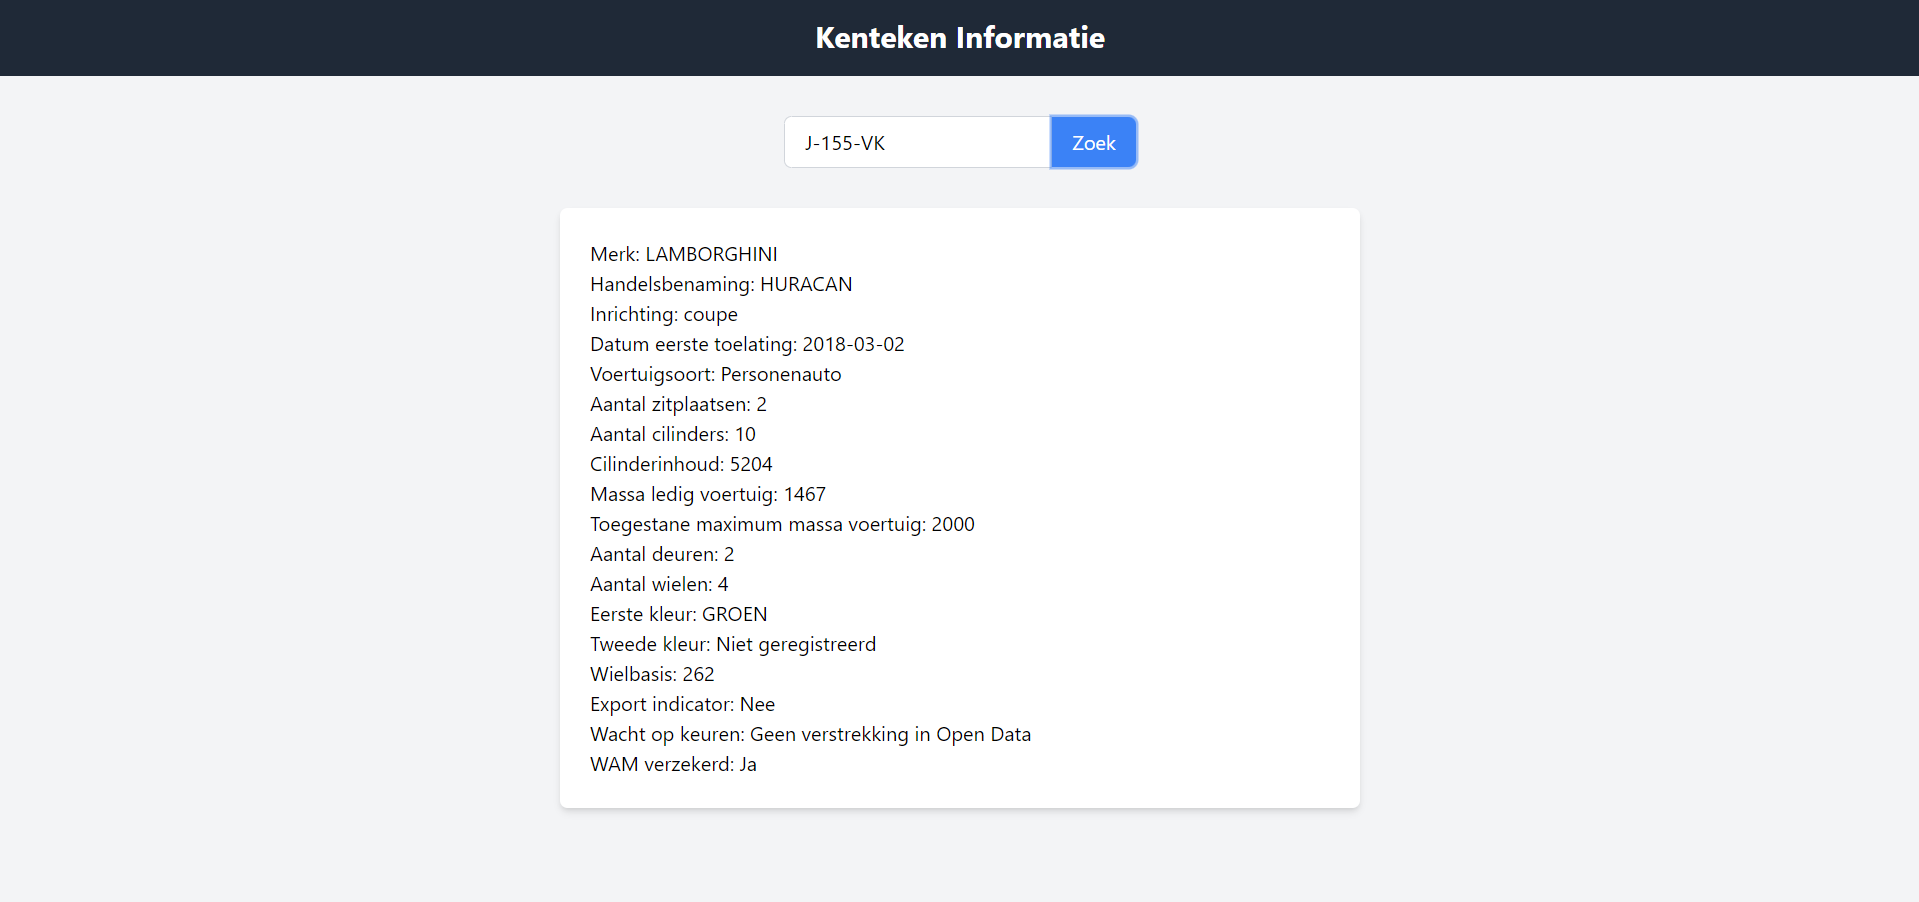 Kenteken Informatie
J-155-VK
Zoek
Merk: LAMBORGHINI
Handelsbenaming: HURACAN
Inrichting: coupe
Datum eerste toelating: 2018-03-02
Voertuigsoort: Personenauto
Aantal zitplaatsen: 2
Aantal cilinders: 10
Cilinderinhoud: 5204
Massa ledig voertuig: 1467
Toegestane maximum massa voertuig: 2000
Aantal deuren: 2
Aantal wielen: 4
Eerste kleur: GROEN
Tweede kleur: Niet geregistreerd
Wielbasis: 262
Export indicator: Nee
Wacht op keuren: Geen verstrekking in Open Data
WAM verzekerd: Ja